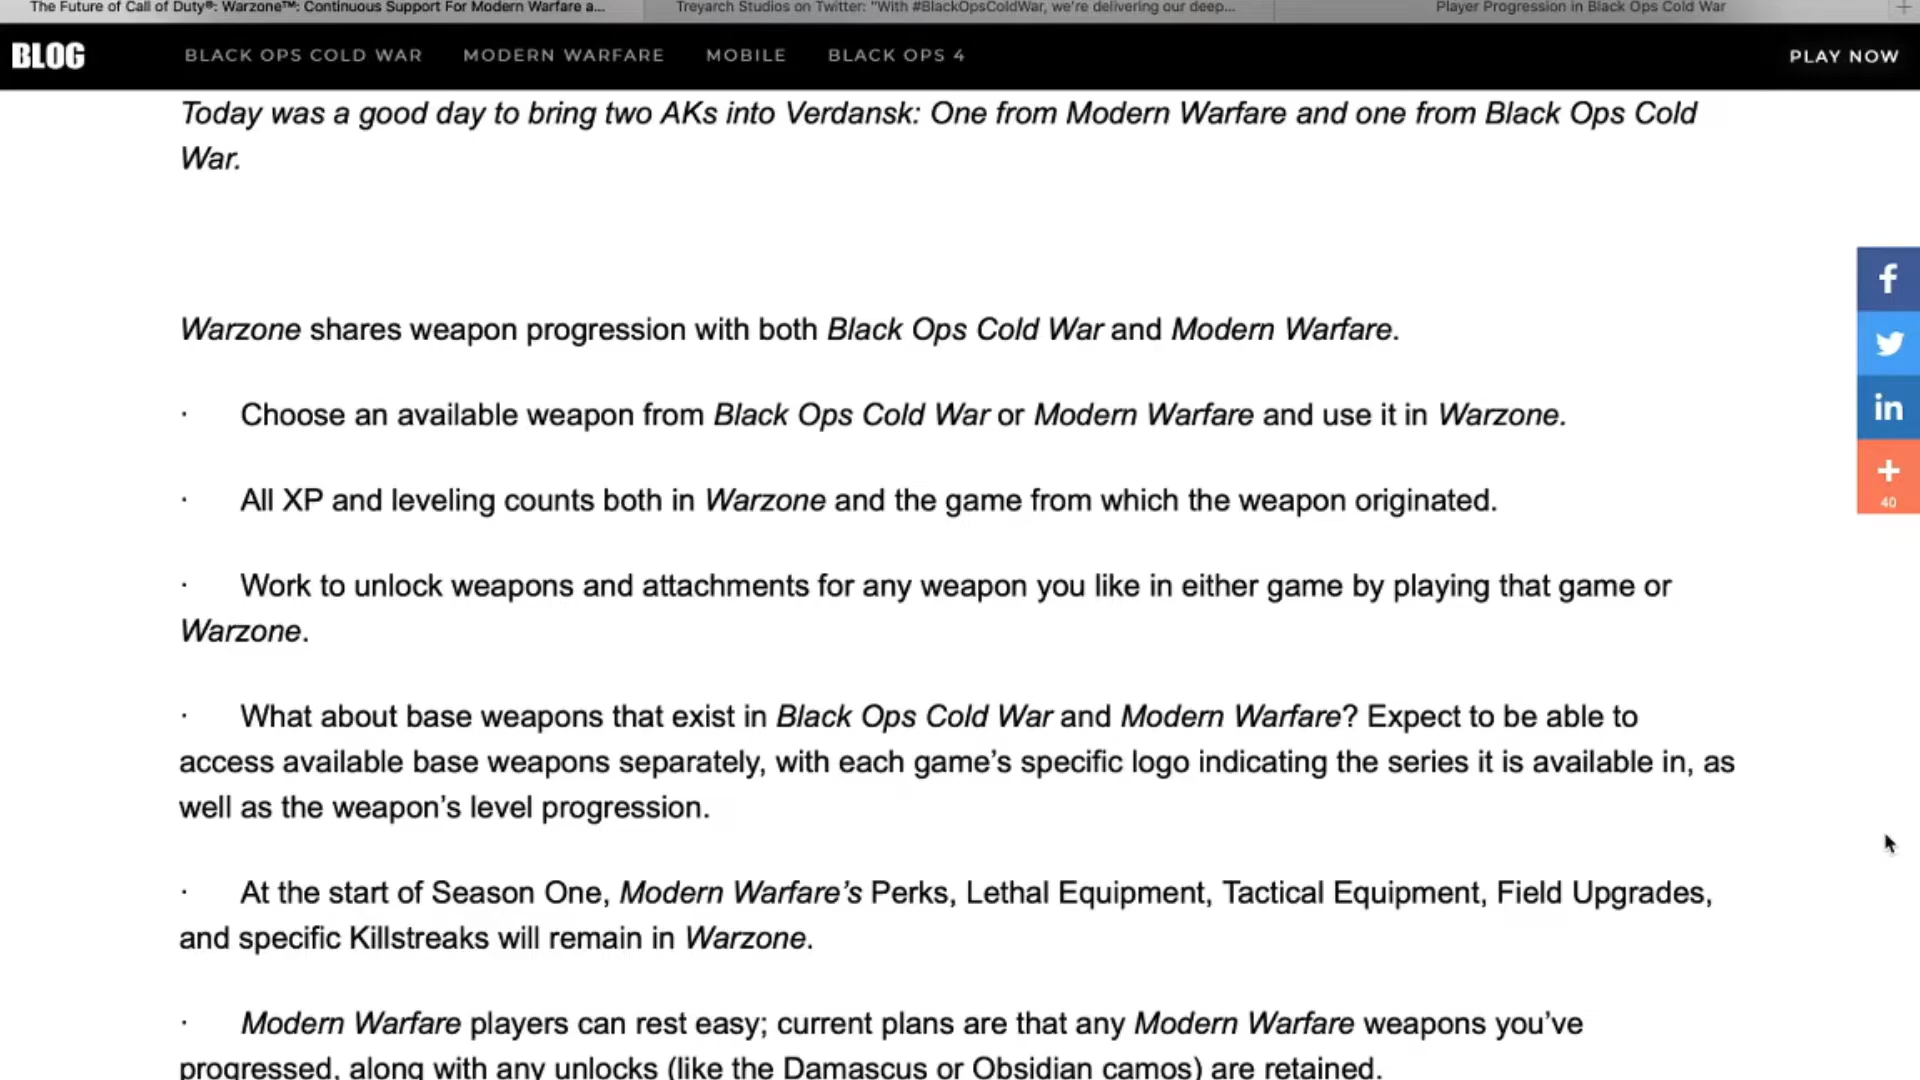 The Future of Call of Duty®: Warzone™: Continuous Support For Modern Warfare a...
Treyarch Studios on Twitter: "With #BlackOpsColdWar, we're delivering our deep...
Player Progression in Black Ops Cold War
+
BLOG
BLACK OPS COLD WAR
MODERN WARFARE
MOBILE
BLACK OPS 4
PLAY NOW
Today was a good day to bring two AKs into Verdansk: One from Modern Warfare and one from Black Ops Cold
War.
Warzone shares weapon progression with both Black Ops Cold War and Modern Warfare.
· Choose an available weapon from Black Ops Cold War or Modern Warfare and use it in Warzone.
· All XP and leveling counts both in Warzone and the game from which the weapon originated.
· Work to unlock weapons and attachments for any weapon you like in either game by playing that game or
Warzone.
· What about base weapons that exist in Black Ops Cold War and Modern Warfare? Expect to be able to
access available base weapons separately, with each game’s specific logo indicating the series it is available in, as
well as the weapon’s level progression.
· At the start of Season One, Modern Warfare’s Perks, Lethal Equipment, Tactical Equipment, Field Upgrades,
and specific Killstreaks will remain in Warzone.
· Modern Warfare players can rest easy; current plans are that any Modern Warfare weapons you’ve
progressed, along with any unlocks (like the Damascus or Obsidian camos) are retained.
f
in
+
40